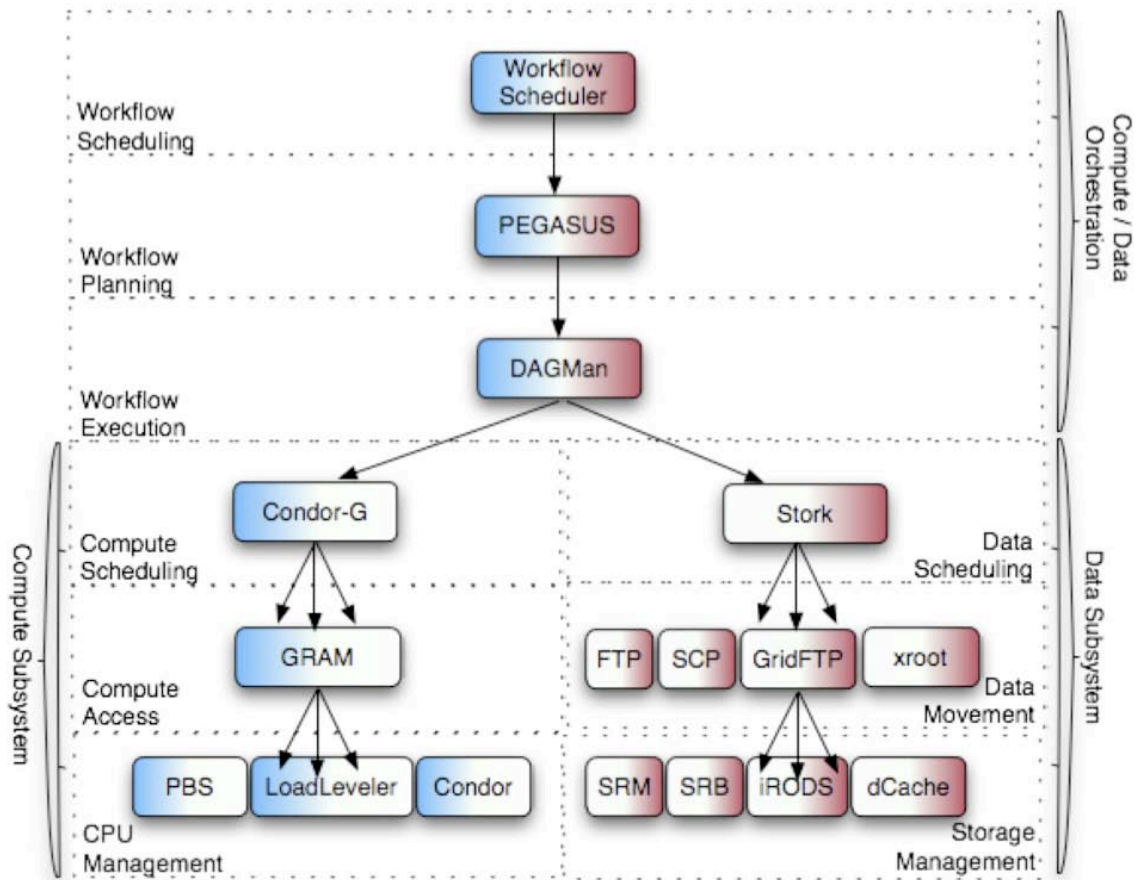 Workflow
Scheduler
Workflow
Scheduling
PEGASUS
Workflow
Planning
DAGMan
Workflow
Execution
Compute / Data
Orchestration
Condor-G
Compute
Scheduling
Stork
Data
Scheduling
GRAM
Compute
Access
FTP
SCP
GridFTP
xroot
Data
Movement
PBS
LoadLeveler
Condor
CPU
Management
SRM
SRB
iRODS
dCache
Storage
Management
Compute Subsystem
Data Subsystem